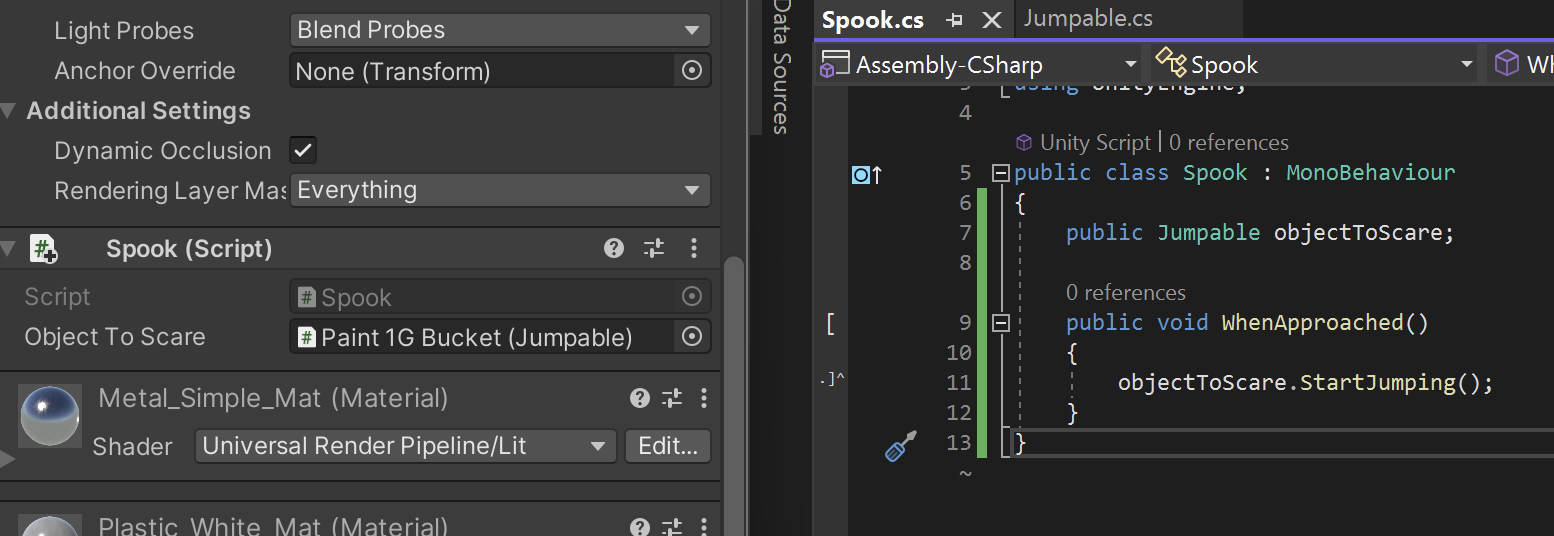 Light Probes Blend Probes
Anchor Override None (Transform)
Additional Settings
Dynamic Occlusion
Rendering Layer Mas Everything
# Spook (Script)
Script # Spook
Object To Scare # Paint 1G Bucket (Jumpable)
Metal_Simple_Mat (Material)
Shader Universal Render Pipeline/Lit Edit...
Plastic_White_Mat (Material)
Data Sources
Spook.cs Jumpable.cs
Assembly-CSharp Spook Wh
3 using UnityEngine;
4
Unity Script | 0 references
5 public class Spook : MonoBehaviour
6 {
7 public Jumpable objectToScare;
8
0 references
9 public void WhenApproached()
10 {
11 objectToScare.StartJumping();
12 }
13 }
~
[
.]^